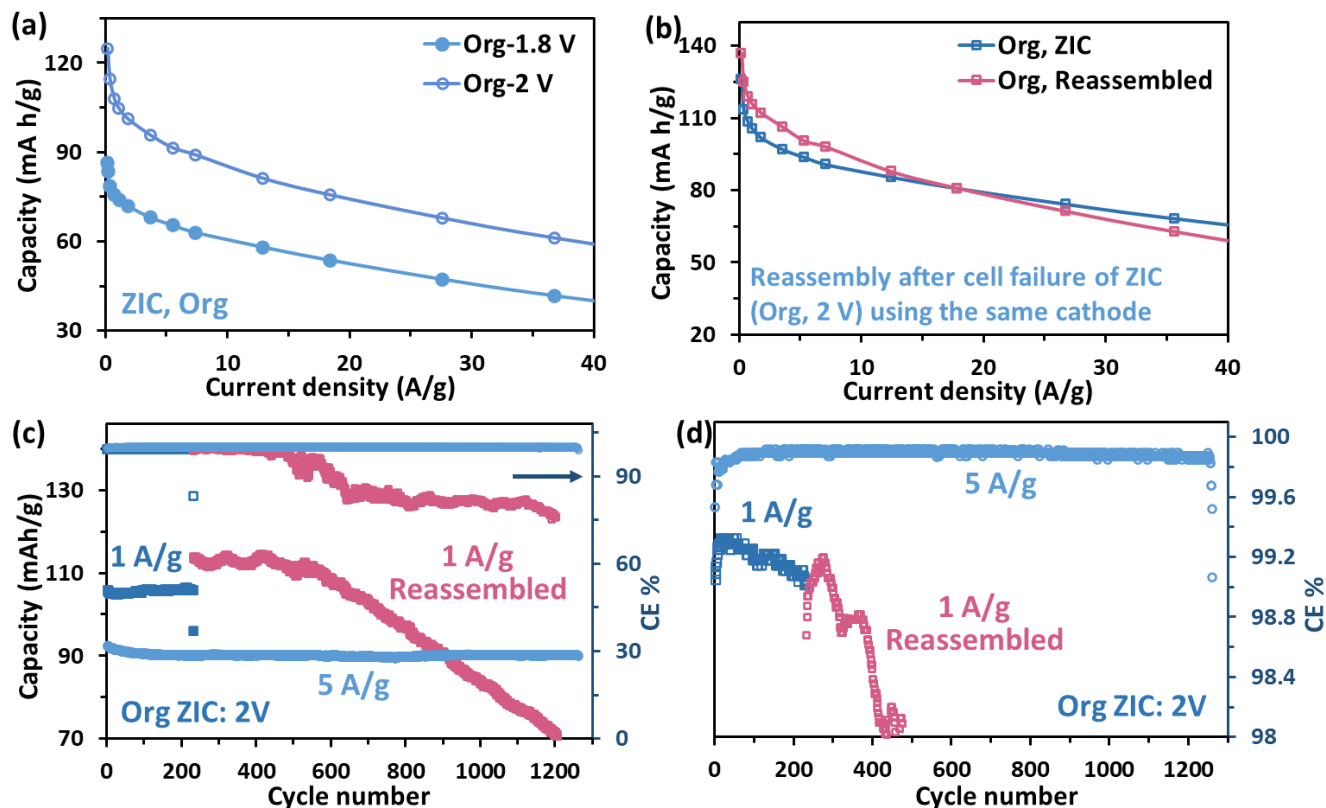 (a)
Org-1.8 V
Org-2 V
120
90
60
30
Capacity (mA h/g)
ZIC, Org
0 10 20 30 40
Current density (A/g)
(b)
Org, ZIC
Org, Reassembled
140
110
80
50
20
Capacity (mA h/g)
Reassembly after cell failure of ZIC
(Org, 2 V) using the same cathode
0 10 20 30 40
Current density (A/g)
(c)
130
110
90
70
Capacity (mAh/g)
1 A/g
1 A/g
Reassembled
5 A/g
Org ZIC: 2V
90
60
30
0
CE %
0 200 400 600 800 1000 1200
Cycle number
(d)
5 A/g
1 A/g
1 A/g
Reassembled
Org ZIC: 2V
100
99.6
99.2
98.8
98.4
98
CE %
0 200 400 600 800 1000 1200
Cycle number